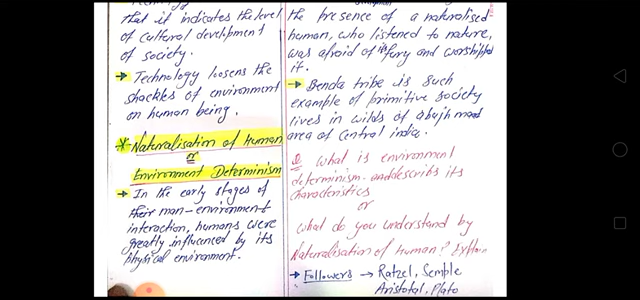 that it indicates the level
of cultural development
of society.
→ Technology loosens the
shackles of environment
on human being.
* Naturalisation of Human
or
Environment Determinism
→ In the early stages of
their man-environment
interaction, humans were
greatly influenced by its
physical environment.
the presence of a naturalised
human, who listened to nature,
was afraid of its fury and worshipped
it.
→ Benda tribe is such
example of primitive society
lives in wilds of abujh mad
area of Central india.
Q What is environment
determinism and describs its
characteristics
or
What do you understand by
Naturalisation of human? Explain
→ Followers → Ratzel, Semple
Aristotal, Plato